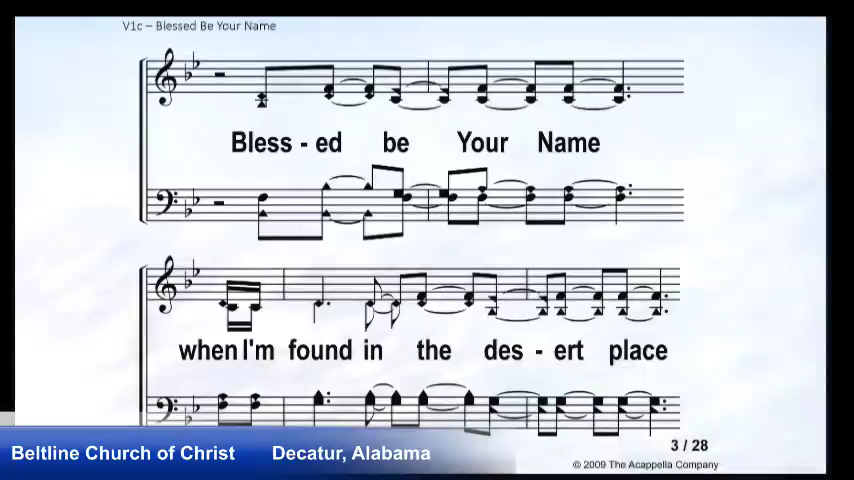 V1c – Blessed Be Your Name
Bless - ed be Your Name
when I'm found in the des - ert place
3 / 28
© 2009 The Acappella Company
Beltline Church of Christ Decatur, Alabama